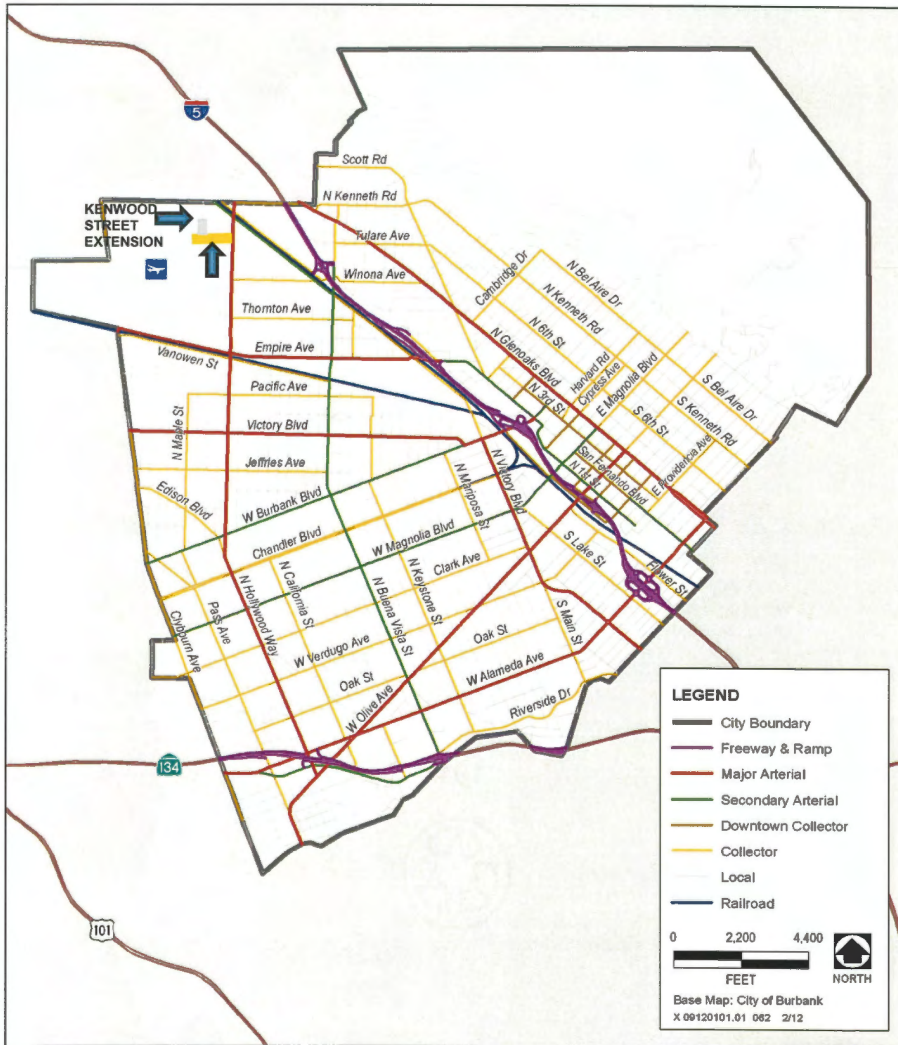 5
Scott Rd
N Kenneth Rd
KENWOOD
STREET
EXTENSION
Tulare Ave
Winona Ave
Cambridge Dr
N Bel Aire Dr
N Kenneth Rd
Thornton Ave
N 6th St
N Glenoaks Blvd
Harvard Rd
Cypress Ave
E Magnolia Blvd
S Bel Aire Dr
Empire Ave
Vanowen St
N 3rd St
S Kenneth Rd
S 6th St
Pacific Ave
N Maple St
Victory Blvd
San Fernando Blvd
E Providencia Ave
N 1st St
Jeffries Ave
N Mariposa St
N Victory Blvd
Edison Blvd
W Burbank Blvd
Chandler Blvd
W Magnolia Blvd
Clark Ave
S Lake St
Flower St
N Hollywood Way
N California St
N Buena Vista St
N Keystone St
S Main St
Clybourn Ave
Pass Ave
W Verdugo Ave
Oak St
Oak St
W Alameda Ave
W Olive Ave
Riverside Dr
134
101
LEGEND
City Boundary
Freeway & Ramp
Major Arterial
Secondary Arterial
Downtown Collector
Collector
Local
Railroad
0 2,200 4,400
FEET
NORTH
Base Map: City of Burbank
X 09120101.01 062 2/12